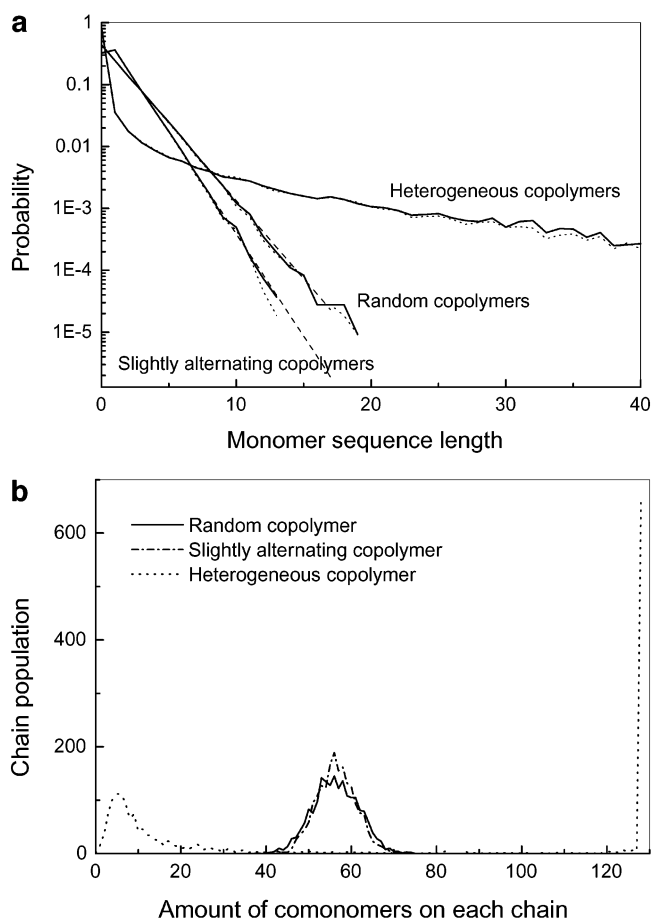 a
1
0.1
0.01
1E-3
1E-4
1E-5
Probability
Heterogeneous copolymers
Random copolymers
Slightly alternating copolymers
0 10 20 30 40
Monomer sequence length
b
600
400
200
0
Chain population
Random copolymer
Slightly alternating copolymer
Heterogeneous copolymer
0 20 40 60 80 100 120
Amount of comonomers on each chain